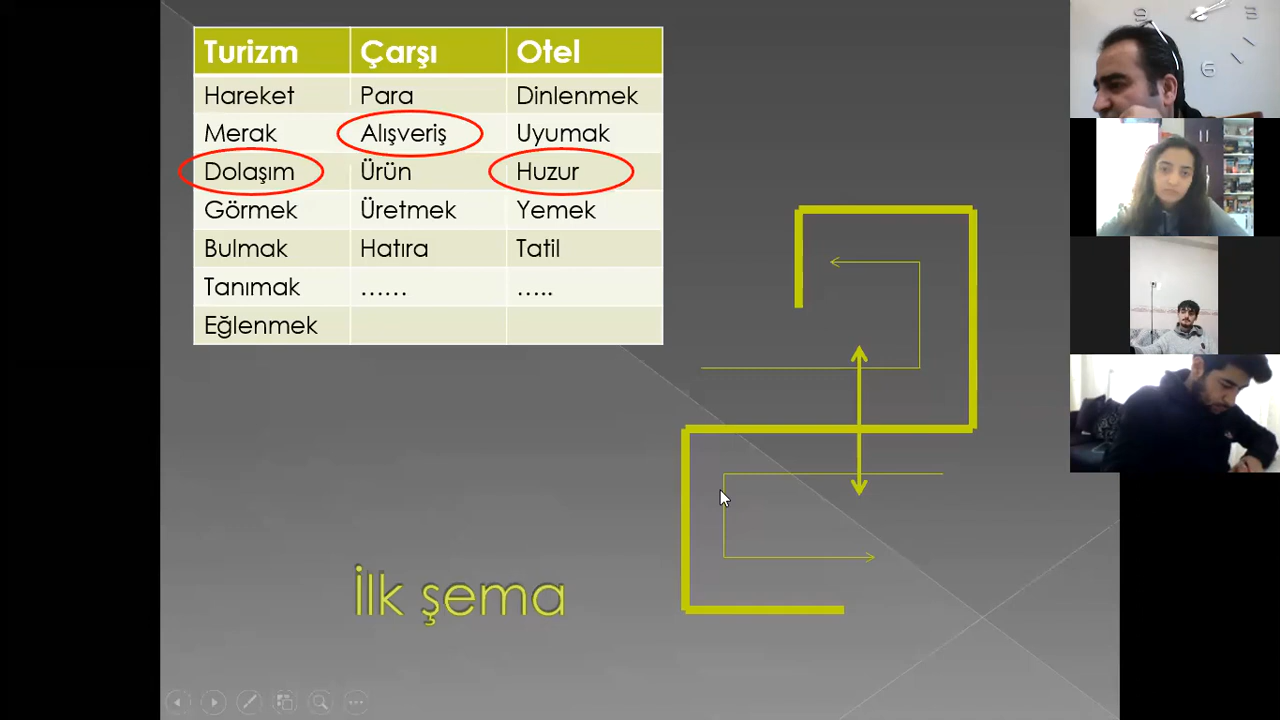 Turizm Çarşı Otel
Hareket Para Dinlenmek
Merak Alışveriş Uyumak
Dolaşım Ürün Huzur
Görmek Üretmek Yemek
Bulmak Hatıra Tatil
Tanımak …… …..
Eğlenmek
İlk şema